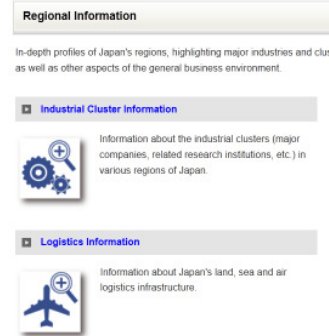 Regional Information
In-depth profiles of Japan's regions, highlighting major industries and
as well as other aspects of the general business environment.
Industrial Cluster Information
Information about the industrial clusters (major
companies, related research institutions, etc.) in
various regions of Japan.
Logistics Information
Information about Japan's land, sea and air
logistics infrastructure.